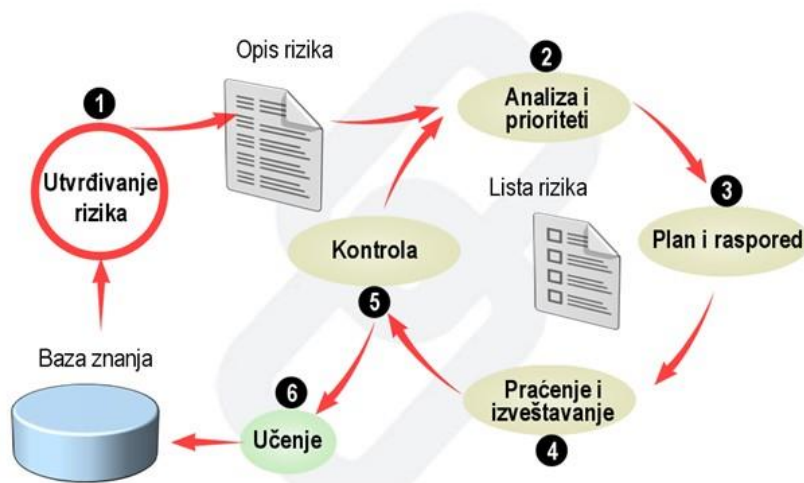 Opis rizika
1
Utvrđivanje
rizika
2
Analiza i
prioriteti
Lista rizika
3
Plan i raspored
Kontrola
5
Baza znanja
6
Učenje
Praćenje i
izveštavanje
4